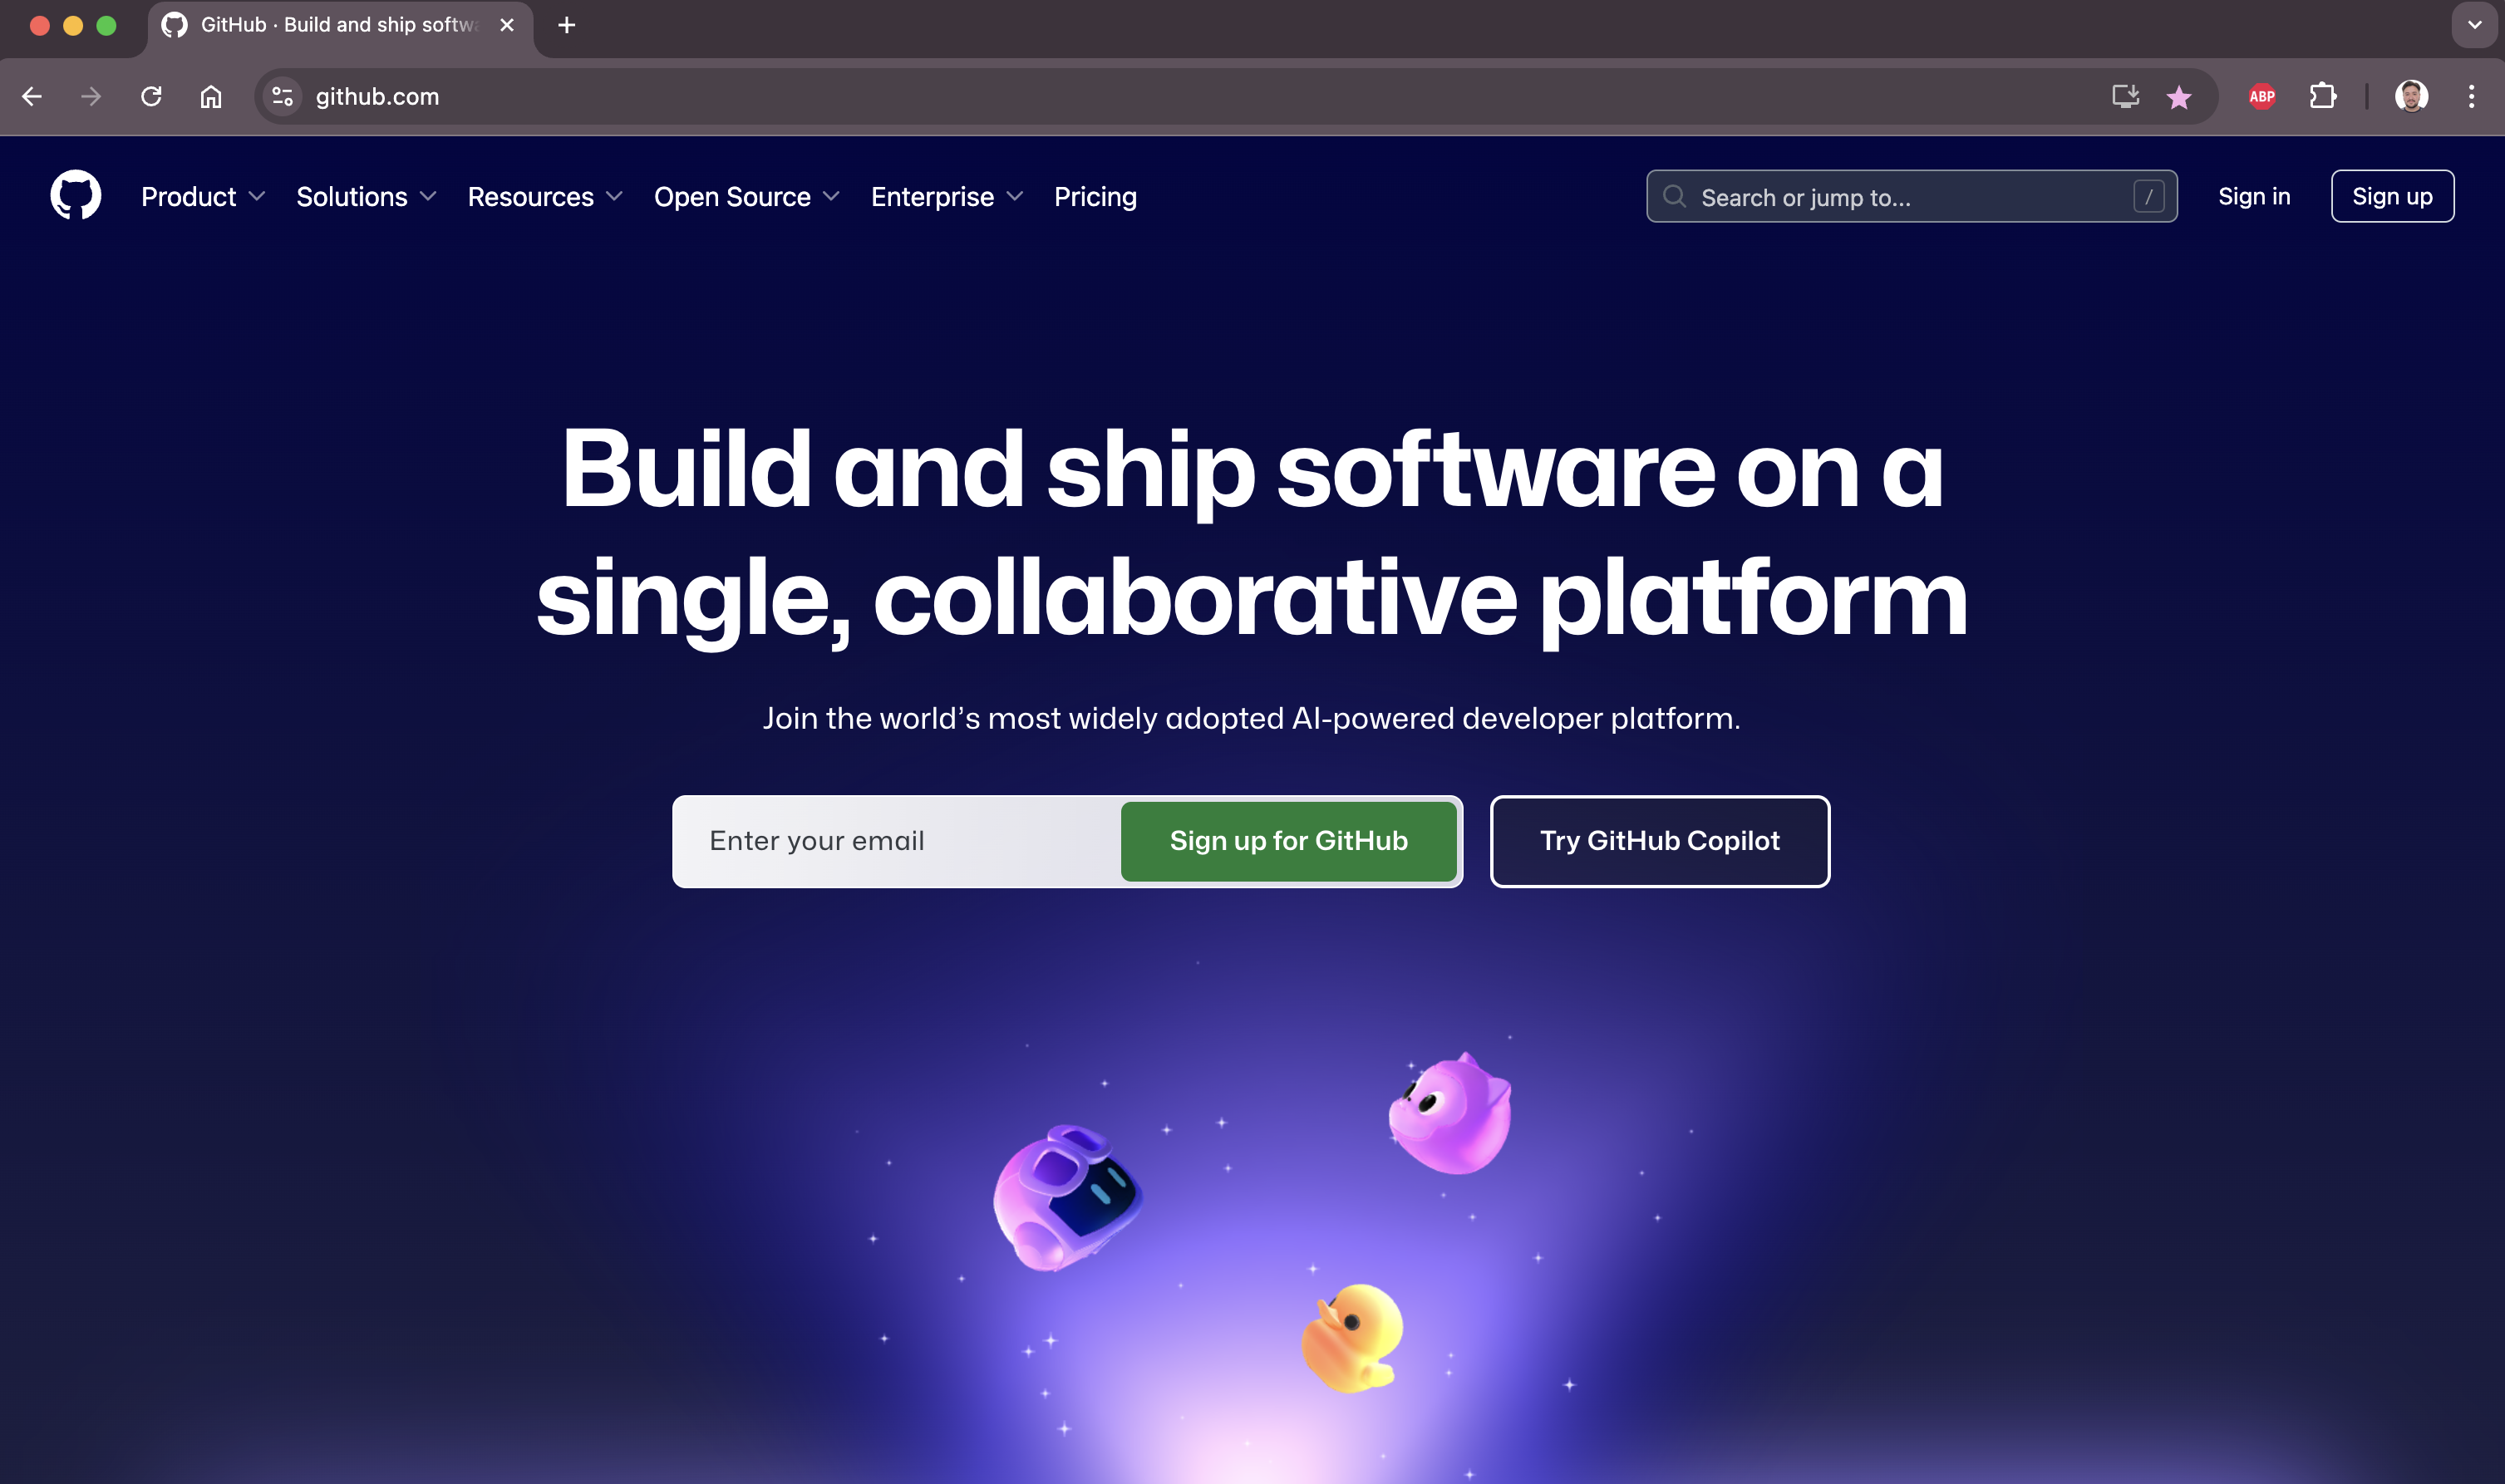 GitHub · Build and ship softwa
github.com
ABP
Product
Solutions
Resources
Open Source
Enterprise
Pricing
Search or jump to...
/
Sign in
Sign up
Build and ship software on a
single, collaborative platform
Join the world’s most widely adopted AI-powered developer platform.
Enter your email
Sign up for GitHub
Try GitHub Copilot